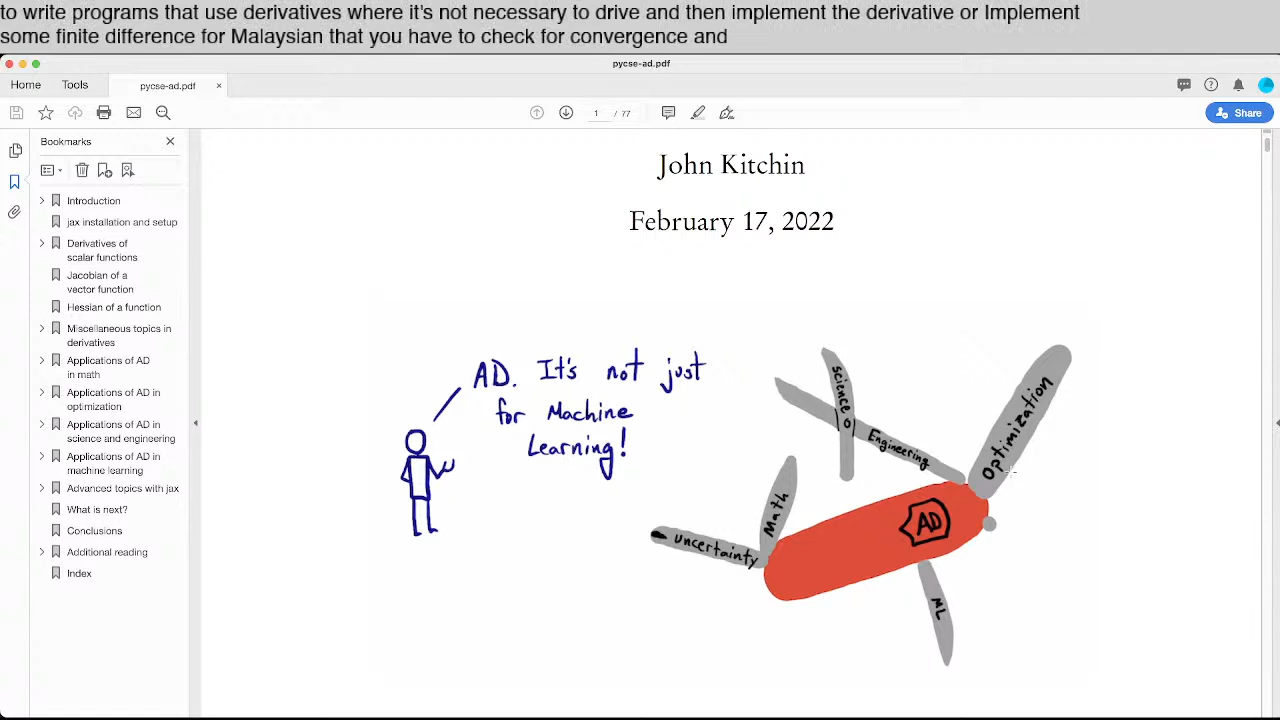 to write programs that use derivatives where it's not necessary to drive and then implement the derivative or Implement
some finite difference for Malaysian that you have to check for convergence and
pycse-ad.pdf
Home
Tools
pycse-ad.pdf
×
1 / 77
Share
Bookmarks
Introduction
jax installation and setup
Derivatives of
scalar functions
Jacobian of a
vector function
Hessian of a function
Miscellaneous topics in
derivatives
Applications of AD
in math
Applications of AD in
optimization
Applications of AD in
science and engineering
Applications of AD in
machine learning
Advanced topics with jax
What is next?
Conclusions
Additional reading
Index
John Kitchin
February 17, 2022
AD. It's not just
for Machine
Learning!
science
Engineering
Optimization
Math
uncertainty
AD
ML